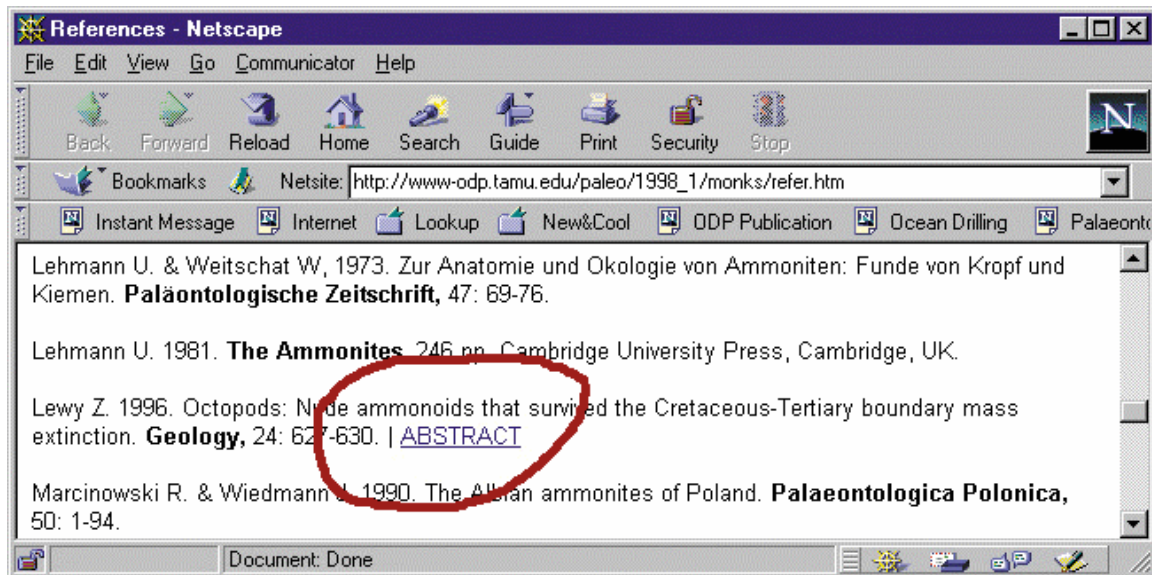 References - Netscape
File Edit View Go Communicator Help
Back Forward Reload Home Search Guide Print Security Stop
N
Bookmarks Netsite: http://www-odp.tamu.edu/paleo/1998_1/monks/refer.htm
Instant Message Internet Lookup New&Cool ODP Publication Ocean Drilling Palaeonto
Lehmann U. & Weitschat W, 1973. Zur Anatomie und Okologie von Ammoniten: Funde von Kropf und
Kiemen. Paläontologische Zeitschrift, 47: 69-76.
Lehmann U. 1981. The Ammonites, 246 pp. Cambridge University Press, Cambridge, UK.
Lewy Z. 1996. Octopods: Nude ammonoids that survived the Cretaceous-Tertiary boundary mass
extinction. Geology, 24: 627-630. | ABSTRACT
Marcinowski R. & Wiedmann J. 1990. The Albian ammonites of Poland. Palaeontologica Polonica,
50: 1-94.
Document: Done